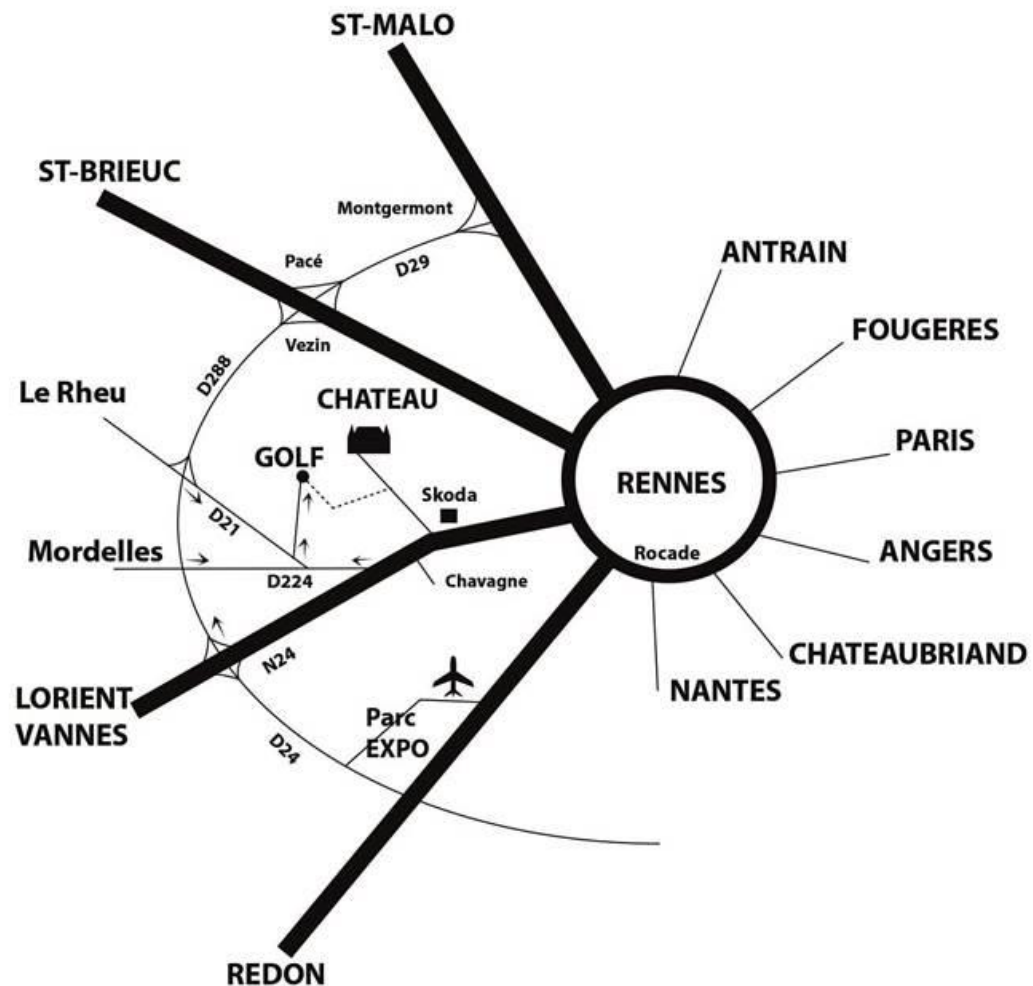 ST-MALO
ST-BRIEUC
Montgermont
ANTRAIN
Pacé
D29
FOUGERES
Vezin
D288
Le Rheu
CHATEAU
PARIS
GOLF
RENNES
Skoda
D21
Mordelles
Rocade
ANGERS
D224
Chavagne
N24
CHATEAUBRIAND
LORIENT
VANNES
NANTES
Parc
EXPO
D24
REDON